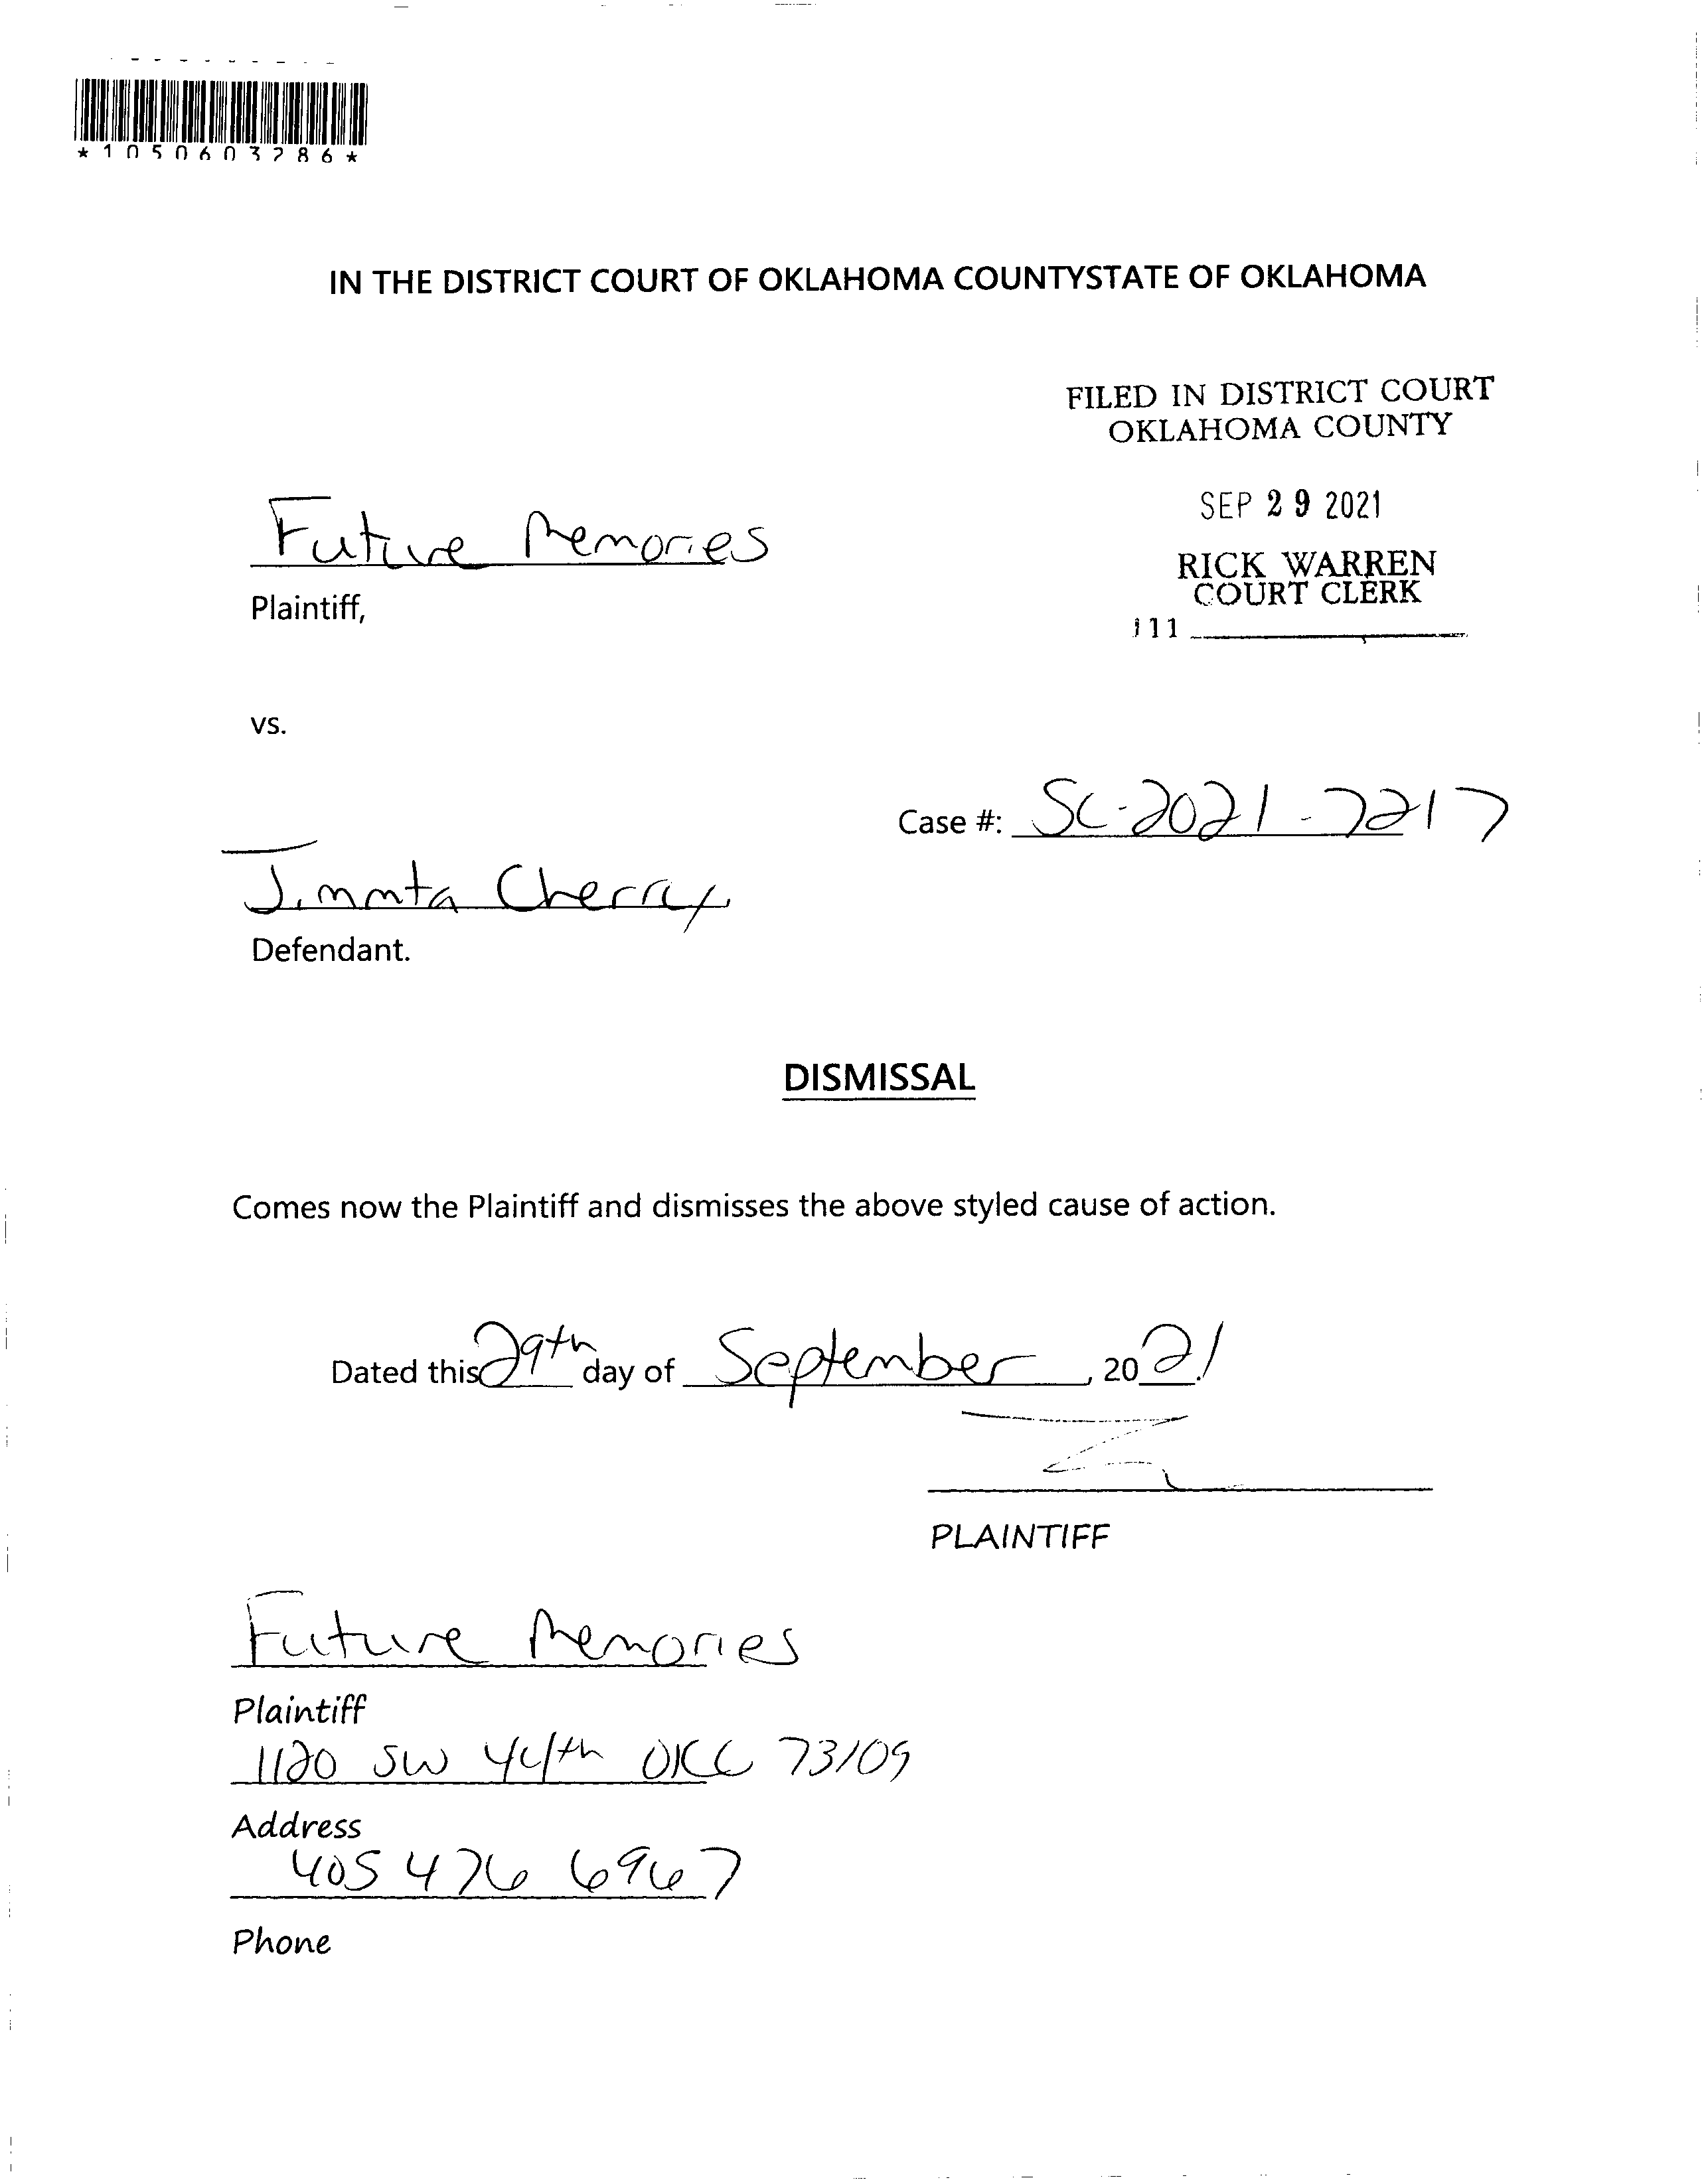 *1050603286*
IN THE DISTRICT COURT OF OKLAHOMA COUNTYSTATE OF OKLAHOMA
FILED IN DISTRICT COURT
OKLAHOMA COUNTY
SEP 29 2021
RICK WARREN
COURT CLERK
111
Future Memories
Plaintiff,
vs.
Case #: SC-2021-7217
Jimmta Cherry
Defendant.
DISMISSAL
Comes now the Plaintiff and dismisses the above styled cause of action.
Dated this 29th day of September, 2021
PLAINTIFF
Future Memories
Plaintiff
1120 SW 44th OKC 73109
Address
405 476 6967
Phone